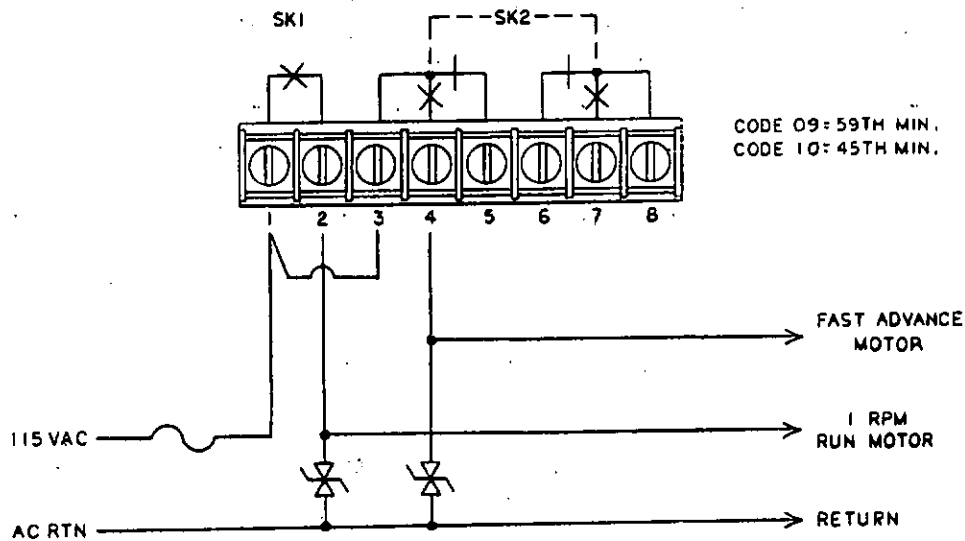 SK1
SK2
CODE 09=59TH MIN.
CODE 10=45TH MIN.
1 2 3 4 5 6 7 8
FAST ADVANCE
MOTOR
115 VAC
1 RPM
RUN MOTOR
AC RTN
RETURN